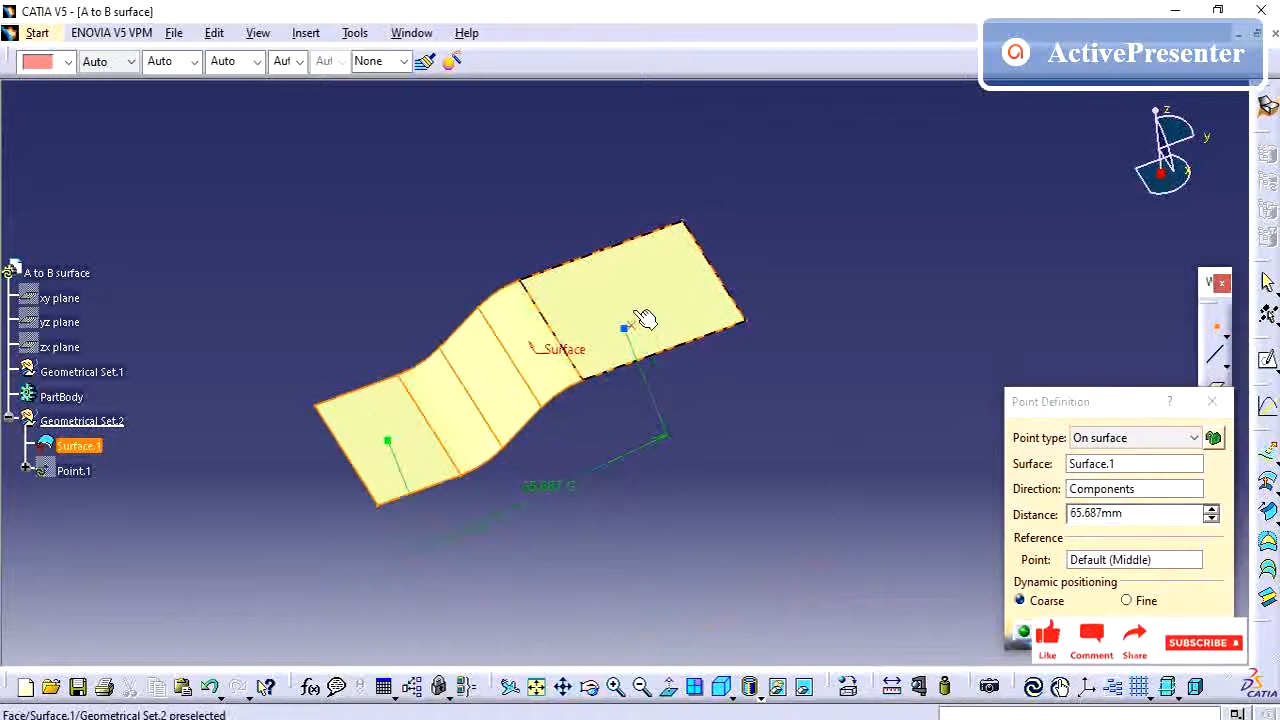 CATIA V5 - [A to B surface]
Start ENOVIA V5 VPM File Edit View Insert Tools Window Help
ActivePresenter
Auto Auto Auto Aut Aut None
z
y
x
A to B surface
xy plane
yz plane
zx plane
Geometrical Set.1
PartBody
Geometrical Set.2
Surface.1
Point.1
Surface
Point Definition ? ×
Point type: On surface
Surface: Surface.1
Direction: Components
Distance: 65.687mm
Reference
Point: Default (Middle)
Dynamic positioning
Coarse Fine
Like Comment Share SUBSCRIBE
f(x)
CATIA
Face/Surface.1/Geometrical Set.2 preselected